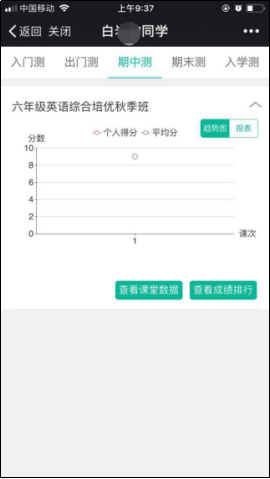 中国移动 上午9:37
返回 关闭 白 同学
入门测 出门测 期中测 期末测 入学测
六年级英语综合培优秋季班
分数 个人得分 平均分 趋势图 报表
10
8
6
4
2
0
课次
1
查看课堂数据 查看成绩排行